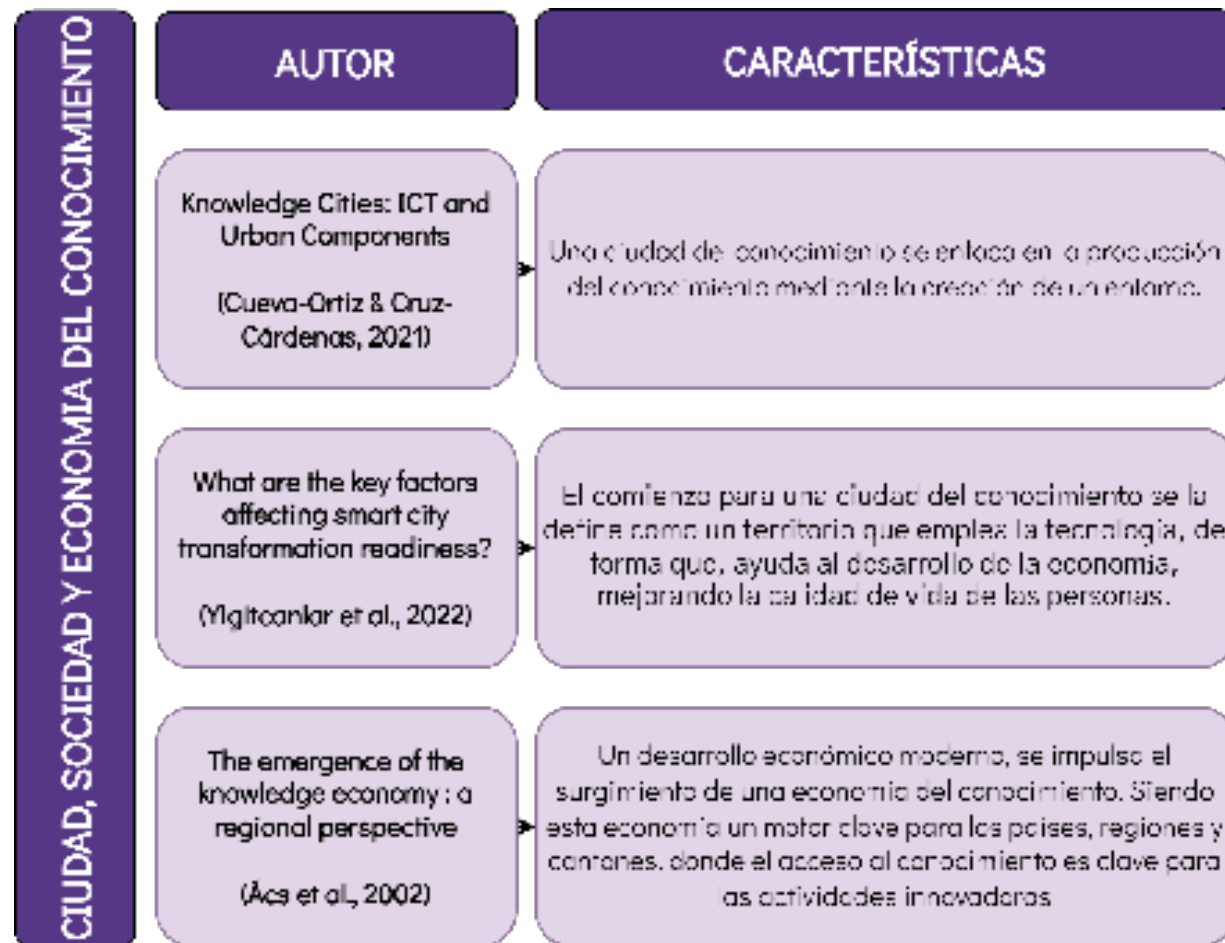 CIUDAD, SOCIEDAD Y ECONOMIA DEL CONOCIMIENTO
AUTOR
CARACTERÍSTICAS
Knowledge Cities: ICT and
Urban Components
(Cueva-Ortiz & Cruz-
Cárdenas, 2021)
Una ciudad del conocimiento se enfoca en la producción
del conocimiento mediante la creación de un entorno.
What are the key factors
affecting smart city
transformation readiness?
(Yigitcanlar et al., 2022)
El comienzo para una ciudad del conocimiento se la
define como un territorio que emplea la tecnología, de
forma que, ayuda al desarrollo de la economía,
mejorando la calidad de vida de las personas.
The emergence of the
knowledge economy : a
regional perspective
(Ács et al., 2002)
Un desarrollo económico moderno, se impulsa el
surgimiento de una economía del conocimiento. Siendo
esta economía un motor clave para los países, regiones y
cantones, donde el acceso al conocimiento es clave para
las actividades innovadoras